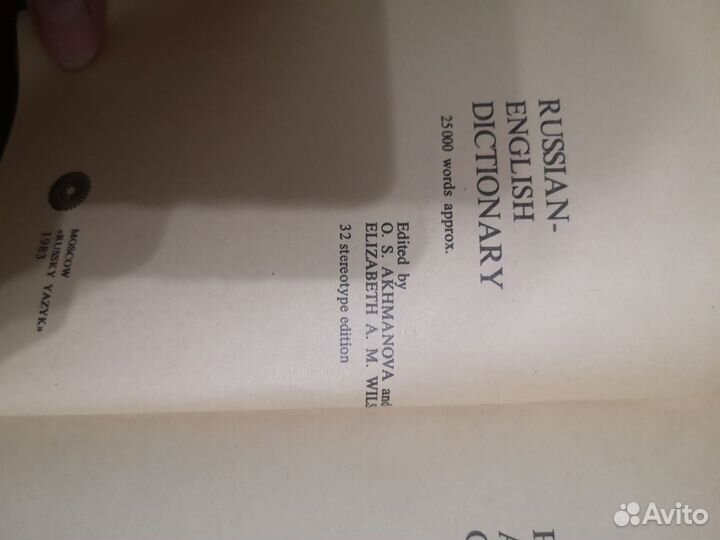 RUSSIAN-
ENGLISH
DICTIONARY
25 000 words approx.
Edited by
O. S. AKHMANOVA and
ELIZABETH A. M. WILS
32 stereotype edition
MOSCOW
«RUSSKY YAZYK»
1983
Avito